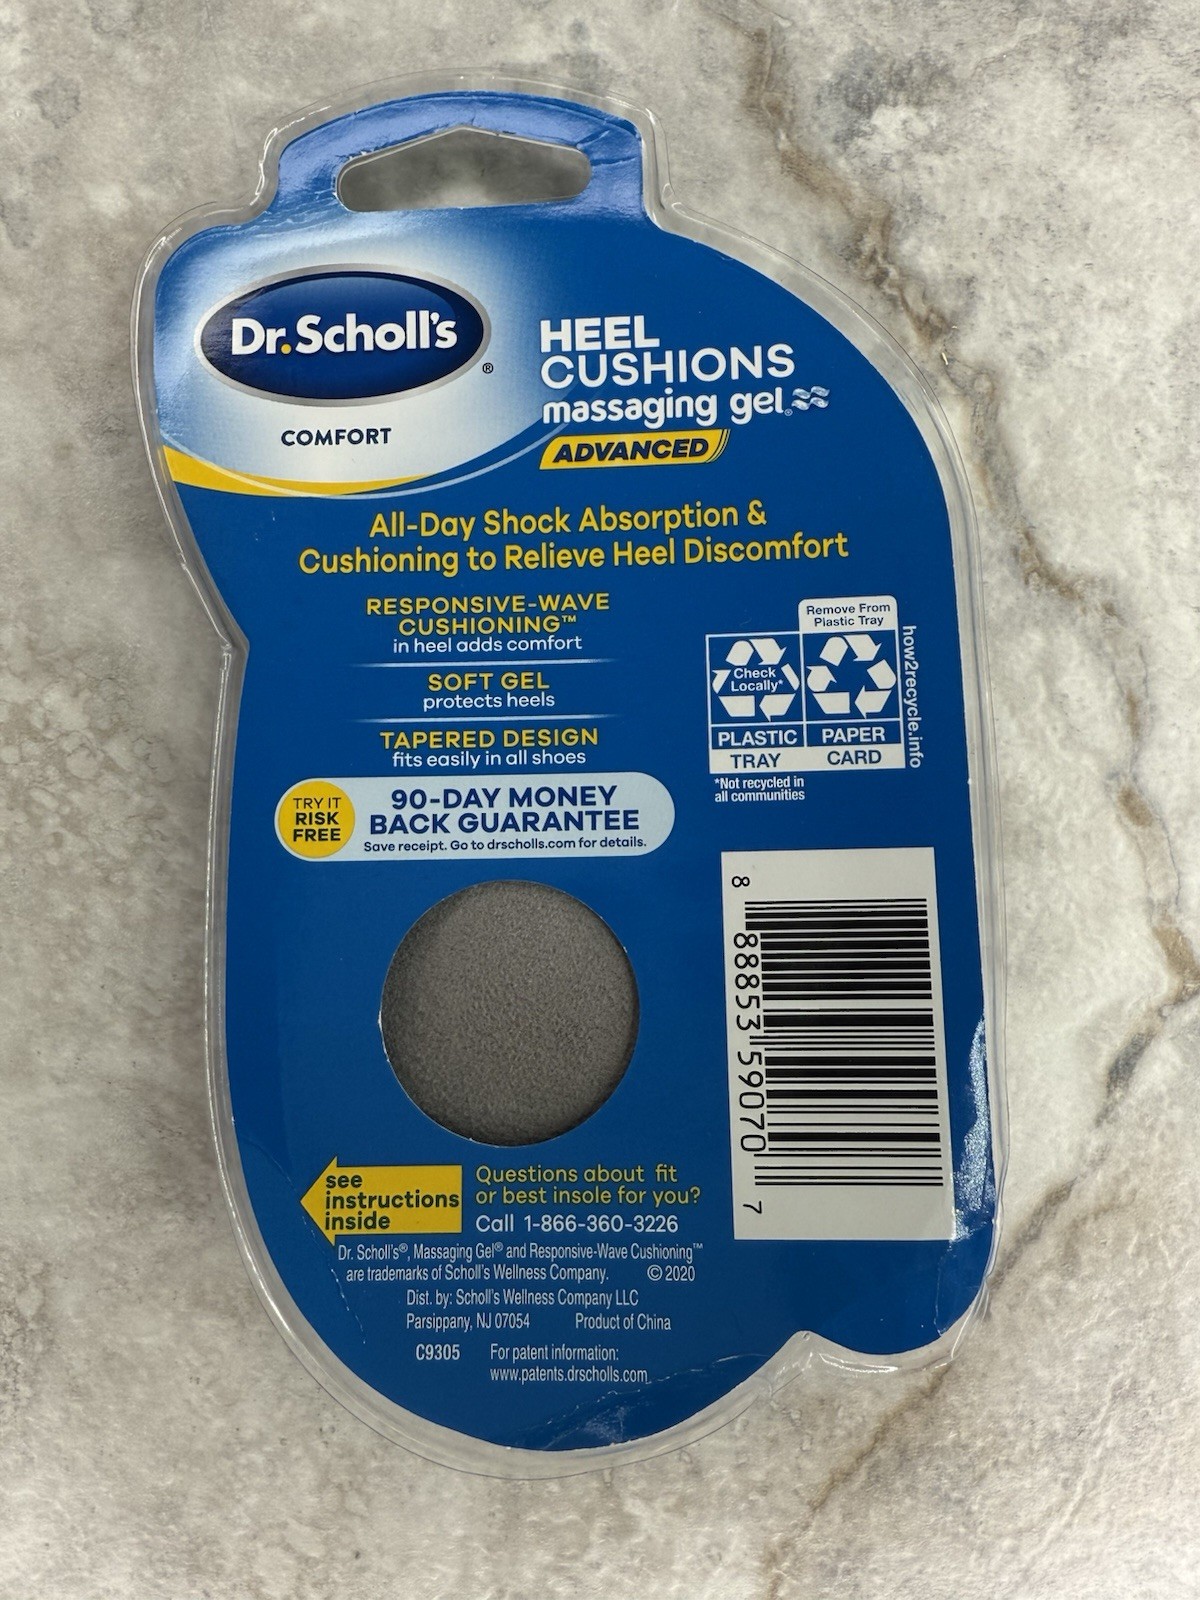 Dr. Scholl's®
COMFORT
HEEL
CUSHIONS
massaging gel®
ADVANCED
All-Day Shock Absorption &
Cushioning to Relieve Heel Discomfort
RESPONSIVE-WAVE
CUSHIONING™
in heel adds comfort
SOFT GEL
protects heels
TAPERED DESIGN
fits easily in all shoes
TRY IT
RISK
FREE
90-DAY MONEY
BACK GUARANTEE
Save receipt. Go to drscholls.com for details.
Remove From
Plastic Tray
Check
Locally*
PLASTIC
TRAY
PAPER
CARD
how2recycle.info
*Not recycled in
all communities
8 88853 59070 7
see
instructions
inside
Questions about fit
or best insole for you?
Call 1-866-360-3226
Dr. Scholl's®, Massaging Gel® and Responsive-Wave Cushioning™
are trademarks of Scholl's Wellness Company. © 2020
Dist. by: Scholl's Wellness Company LLC
Parsippany, NJ 07054 Product of China
C9305 For patent information:
www.patents.drscholls.com